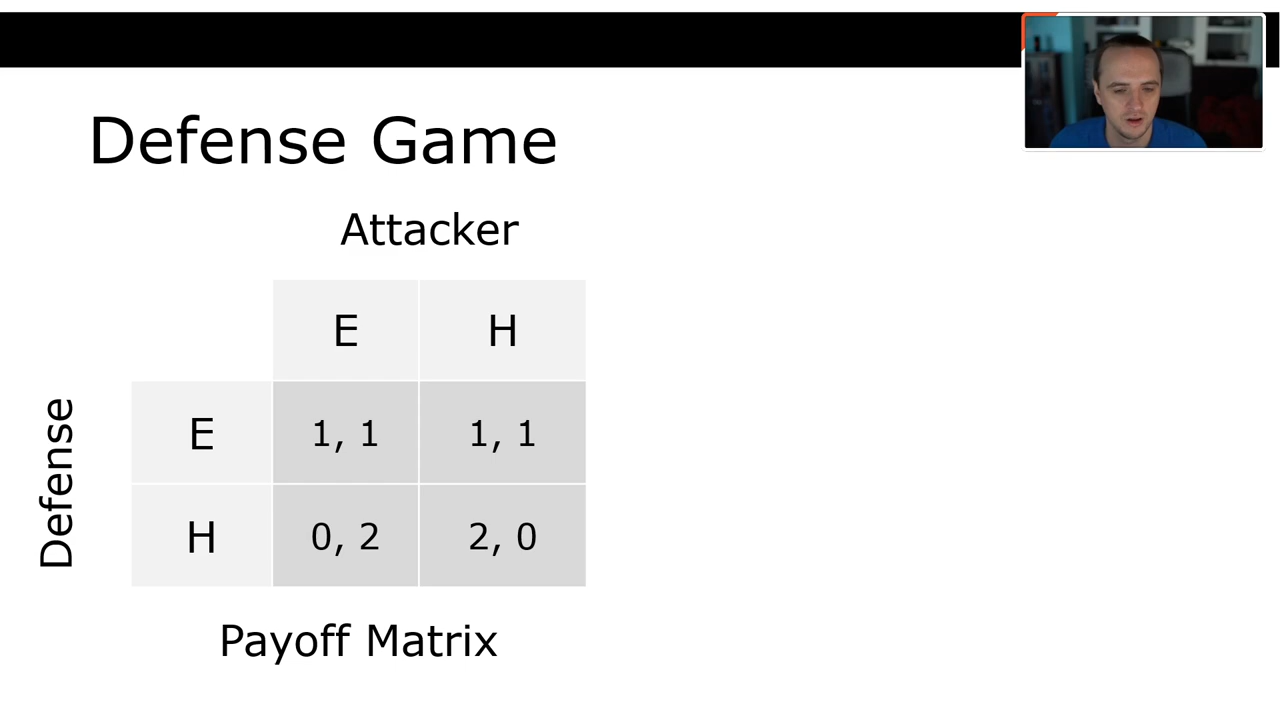 Defense Game
Attacker
E H
Defense
E 1, 1 1, 1
H 0, 2 2, 0
Payoff Matrix